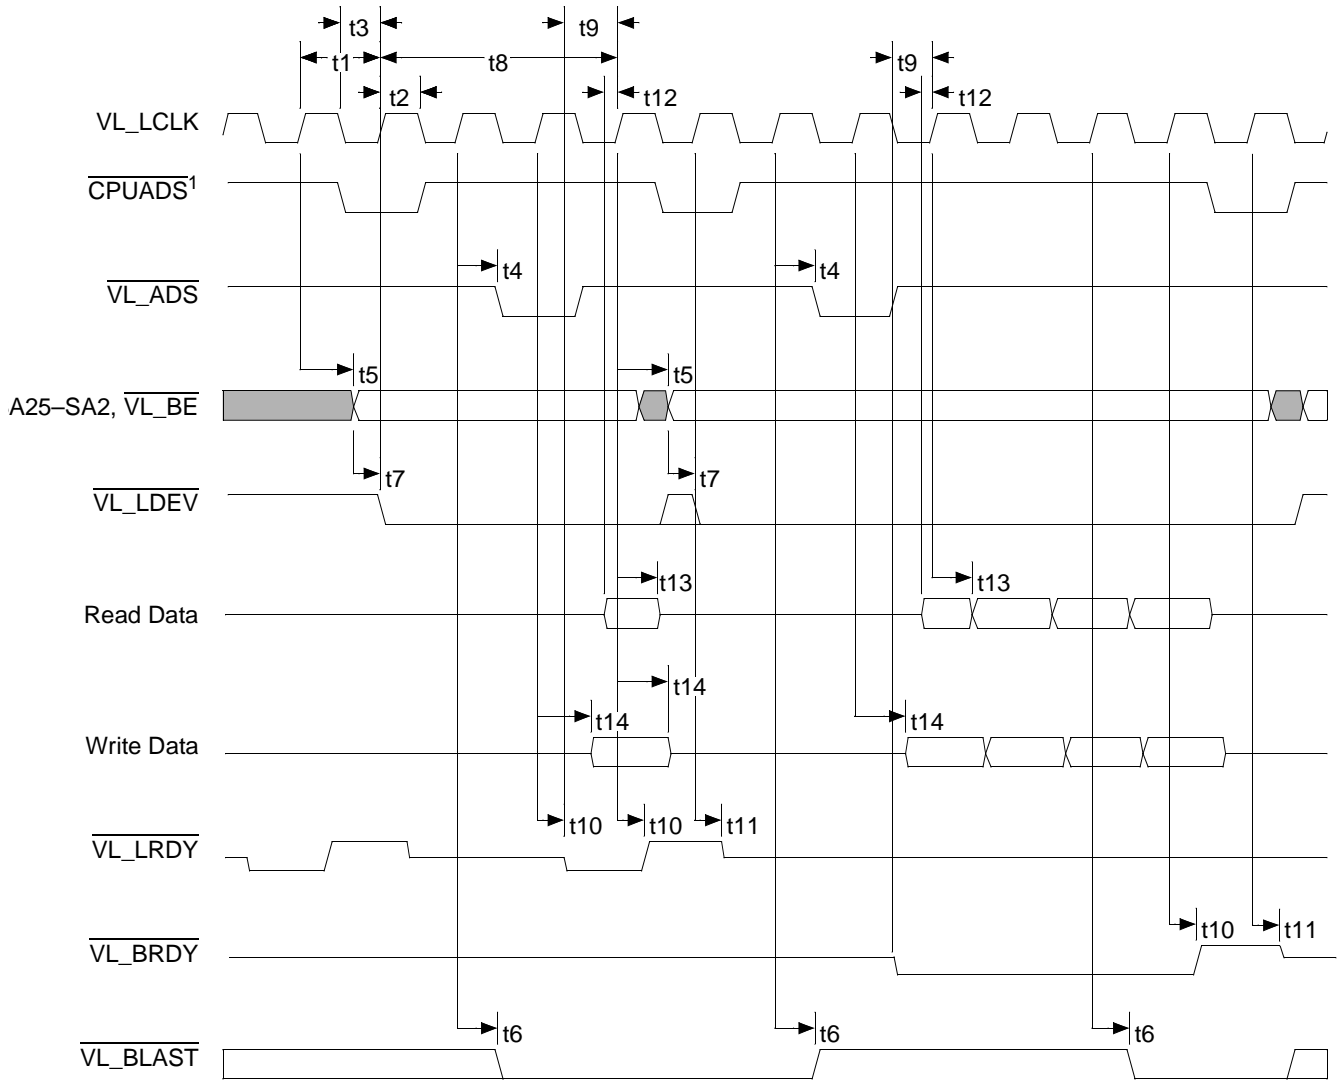 t3
t9
t1
t8
t9
t2
t12
t12
VL_LCLK
CPUADS¹
t4
t4
VL_ADS
t5
t5
A25–SA2, VL_BE
t7
t7
VL_LDEV
t13
t13
Read Data
t14
t14
t14
Write Data
t10
t10
t11
VL_LRDY
t10
t11
VL_BRDY
t6
t6
t6
VL_BLAST